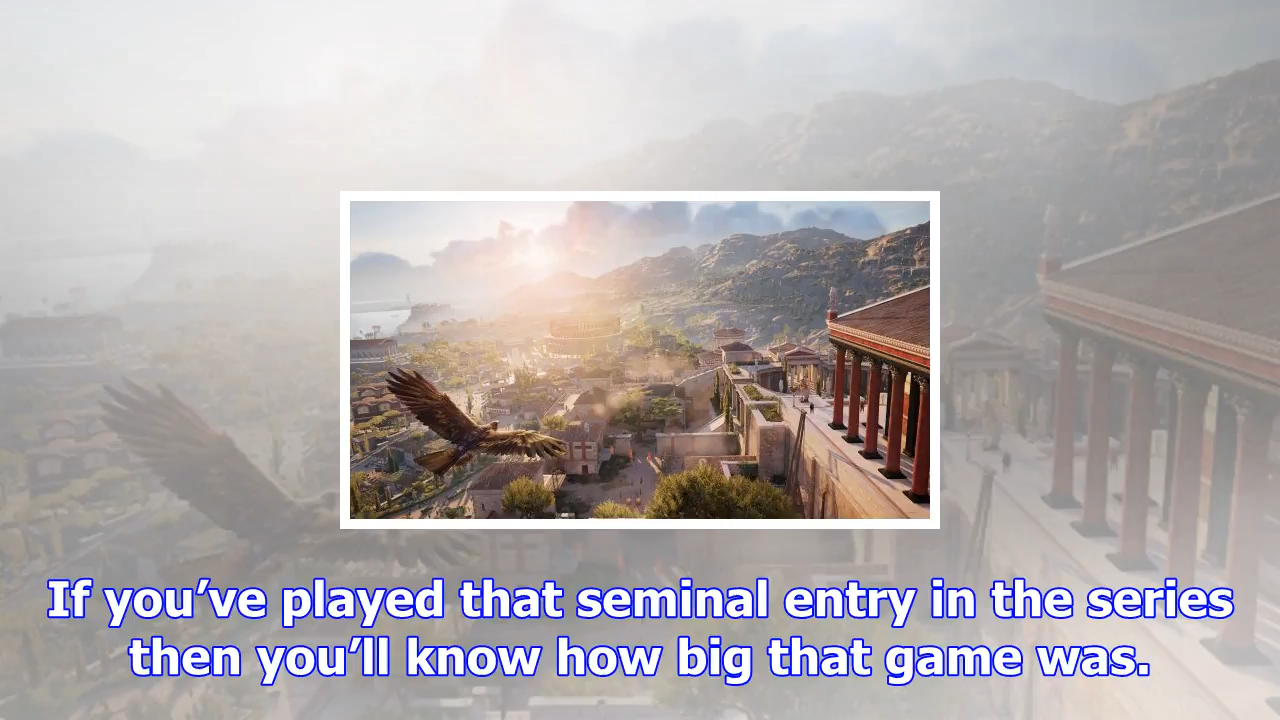 If you’ve played that seminal entry in the series
then you’ll know how big that game was.